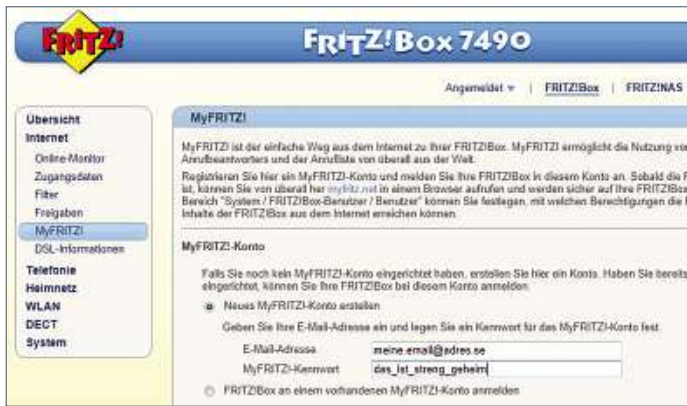 FRITZ!
FRITZ!Box 7490
Angemeldet | FRITZ!Box | FRITZ!NAS
Übersicht
Internet
Online-Monitor
Zugangsdaten
Filter
Freigaben
MyFRITZ!
DSL-Informationen
Telefonie
Heimnetz
WLAN
DECT
System
MyFRITZ!
MyFRITZ! ist der einfache Weg aus dem Internet zu Ihrer FRITZ!Box. MyFRITZ! ermöglicht die Nutzung von
Anrufbeantworters und der Anrufliste von überall aus der Welt.
Registrieren Sie hier ein MyFRITZ!-Konto und melden Sie Ihre FRITZ!Box in diesem Konto an. Sobald die F
ist, können Sie von überall her myfritz.net in einem Browser aufrufen und werden sicher auf Ihre FRITZ!Box
Bereich "System / FRITZ!Box-Benutzer / Benutzer" können Sie festlegen, mit welchen Berechtigungen die
Inhalte der FRITZ!Box aus dem Internet erreichen können.
MyFRITZ!-Konto
Falls Sie noch kein MyFRITZ!-Konto eingerichtet haben, erstellen Sie hier ein Konto. Haben Sie bereits
eingerichtet, können Sie Ihre FRITZ!Box bei diesem Konto anmelden.
Neues MyFRITZ!-Konto erstellen
Geben Sie Ihre E-Mail-Adresse ein und legen Sie ein Kennwort für das MyFRITZ!-Konto fest.
E-Mail-Adresse meine.email@adres.se
MyFRITZ!-Kennwort das_ist_streng_geheim
FRITZ!Box an einem vorhandenen MyFRITZ!-Konto anmelden